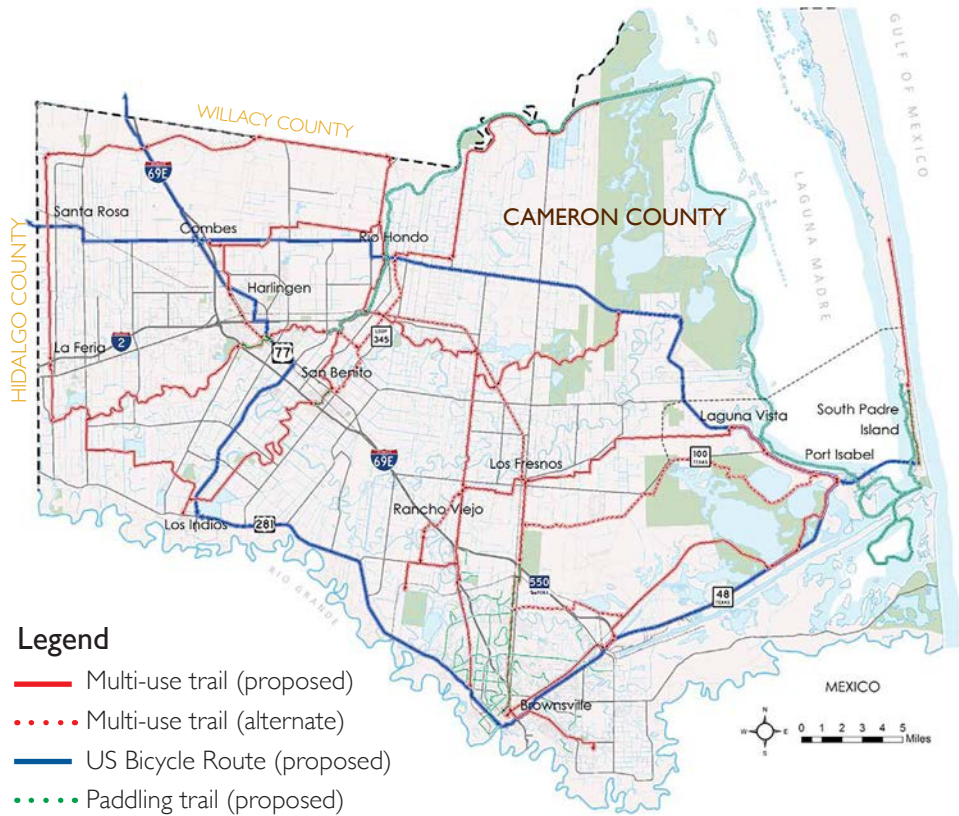 GULF OF MEXICO
WILLACY COUNTY
69E
Santa Rosa
Combes
Rio Hondo
CAMERON COUNTY
LAGUNA MADRE
HIDALGO COUNTY
Harlingen
La Feria
2
77
LOOP
345
San Benito
Laguna Vista
South Padre
Island
Port Isabel
100
TEXAS
69E
Los Fresnos
Rancho Viejo
Los Indios
281
RIO GRANDE
550
48
TEXAS
Brownsville
MEXICO
N
W
E
S
0 1 2 3 4 5
Miles
Legend
Multi-use trail (proposed)
Multi-use trail (alternate)
US Bicycle Route (proposed)
Paddling trail (proposed)